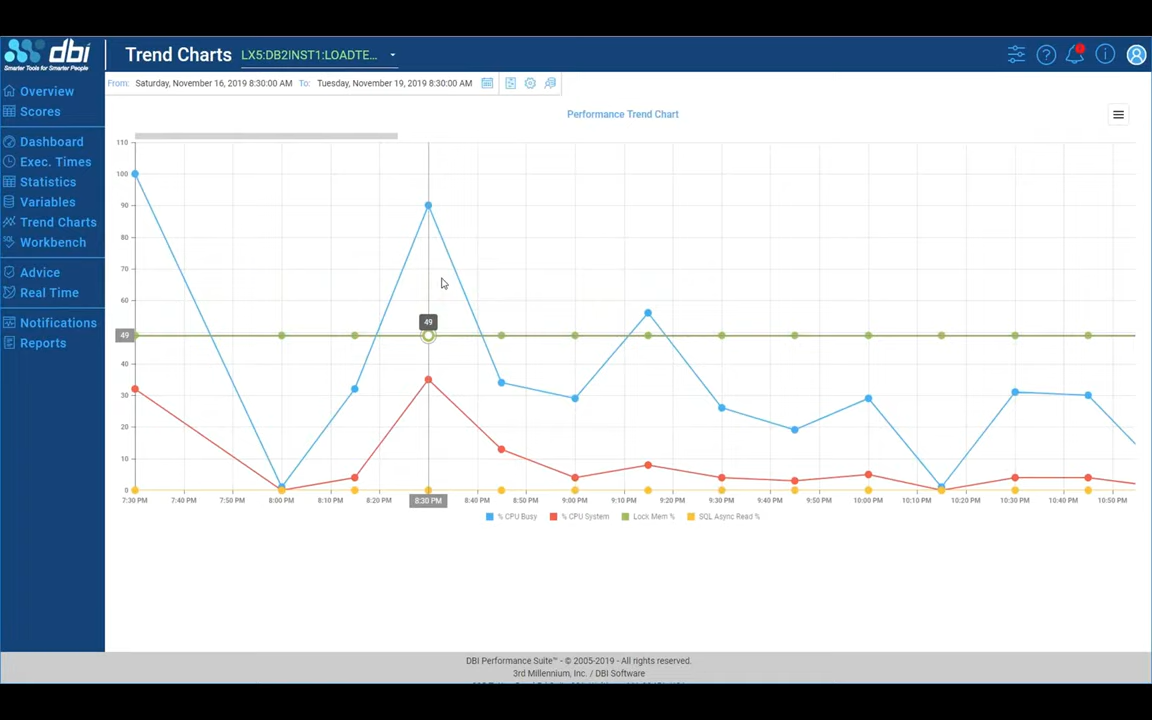 dbi
Smarter Tools for Smarter People
Trend Charts LX5:DB2INST1:LOADTE...
From: Saturday, November 16, 2019 8:30:00 AM To: Tuesday, November 19, 2019 8:30:00 AM
Overview
Scores
Dashboard
Exec. Times
Statistics
Variables
Trend Charts
Workbench
Advice
Real Time
Notifications
Reports
Performance Trend Chart
110
100
90
80
70
60
49
49
40
30
20
10
0
7:30 PM 7:40 PM 7:50 PM 8:00 PM 8:10 PM 8:20 PM 8:30 PM 8:40 PM 8:50 PM 9:00 PM 9:10 PM 9:20 PM 9:30 PM 9:40 PM 9:50 PM 10:00 PM 10:10 PM 10:20 PM 10:30 PM 10:40 PM 10:50 PM
% CPU Busy % CPU System Lock Mem % SQL Async Read %
DBI Performance Suite™ - © 2005-2019 - All rights reserved.
3rd Millennium, Inc. / DBI Software